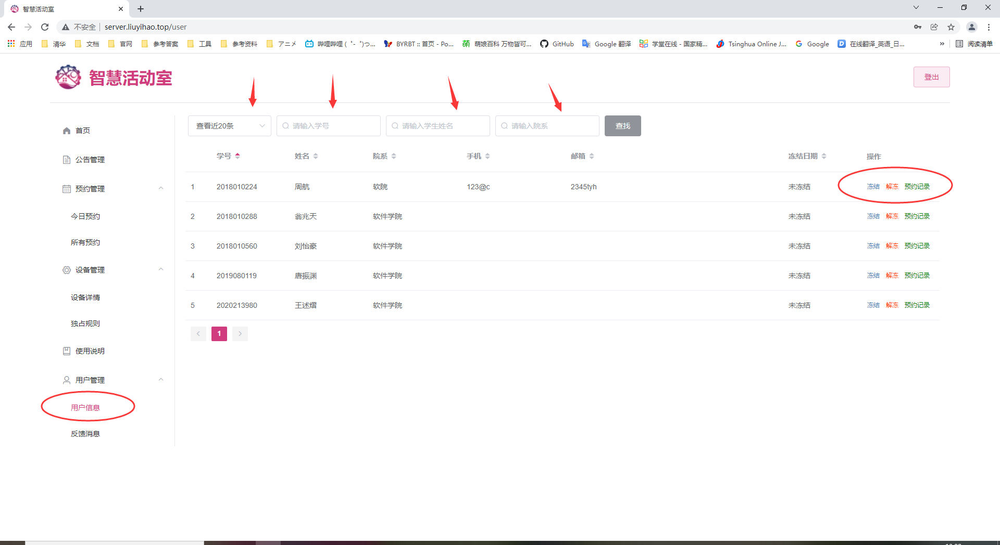 智慧活动室
不安全 server.liuyihao.top/user
应用 清华 文档 官网 参考答案 工具 参考资料 アニメ 哔哩哔哩 ( ゜- ゜)つ... BYRBT :: 首页 - Po... 萌娘百科 万物皆可... GitHub Google 翻译 学堂在线 - 国家精... Tsinghua Online J... Google 在线翻译_英语_日... » 阅读清单
智慧活动室
登出
首页
公告管理
预约管理
今日预约
所有预约
设备管理
设备详情
独占规则
使用说明
用户管理
用户信息
反馈消息
查看近20条 请输入学号 请输入学生姓名 请输入院系 查找
学号 姓名 院系 手机 邮箱 冻结日期 操作
1 2018010224 周航 软院 123@c 2345tyh 未冻结 冻结 解冻 预约记录
2 2018010288 翁兆天 软件学院 未冻结 冻结 解冻 预约记录
3 2018010560 刘怡豪 软件学院 未冻结 冻结 解冻 预约记录
4 2019080119 唐振渊 软件学院 未冻结 冻结 解冻 预约记录
5 2020213980 王述熠 软件学院 未冻结 冻结 解冻 预约记录
1